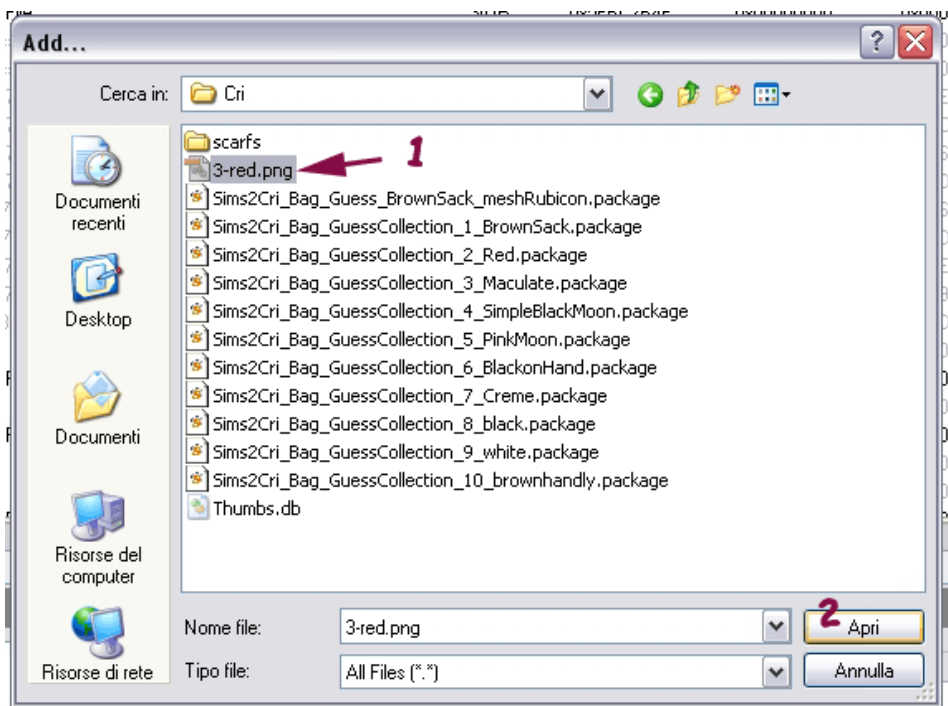 Add...
Cerca in: Cri
scarfs
1
3-red.png
Sims2Cri_Bag_Guess_BrownSack_meshRubicon.package
Sims2Cri_Bag_GuessCollection_1_BrownSack.package
Sims2Cri_Bag_GuessCollection_2_Red.package
Sims2Cri_Bag_GuessCollection_3_Maculate.package
Sims2Cri_Bag_GuessCollection_4_SimpleBlackMoon.package
Sims2Cri_Bag_GuessCollection_5_PinkMoon.package
Sims2Cri_Bag_GuessCollection_6_BlackonHand.package
Sims2Cri_Bag_GuessCollection_7_Creme.package
Sims2Cri_Bag_GuessCollection_8_black.package
Sims2Cri_Bag_GuessCollection_9_white.package
Sims2Cri_Bag_GuessCollection_10_brownhandly.package
Thumbs.db
Documenti
recenti
Desktop
Documenti
Risorse del
computer
Risorse di rete
Nome file: 3-red.png
2
Apri
Tipo file: All Files (*.*)
Annulla